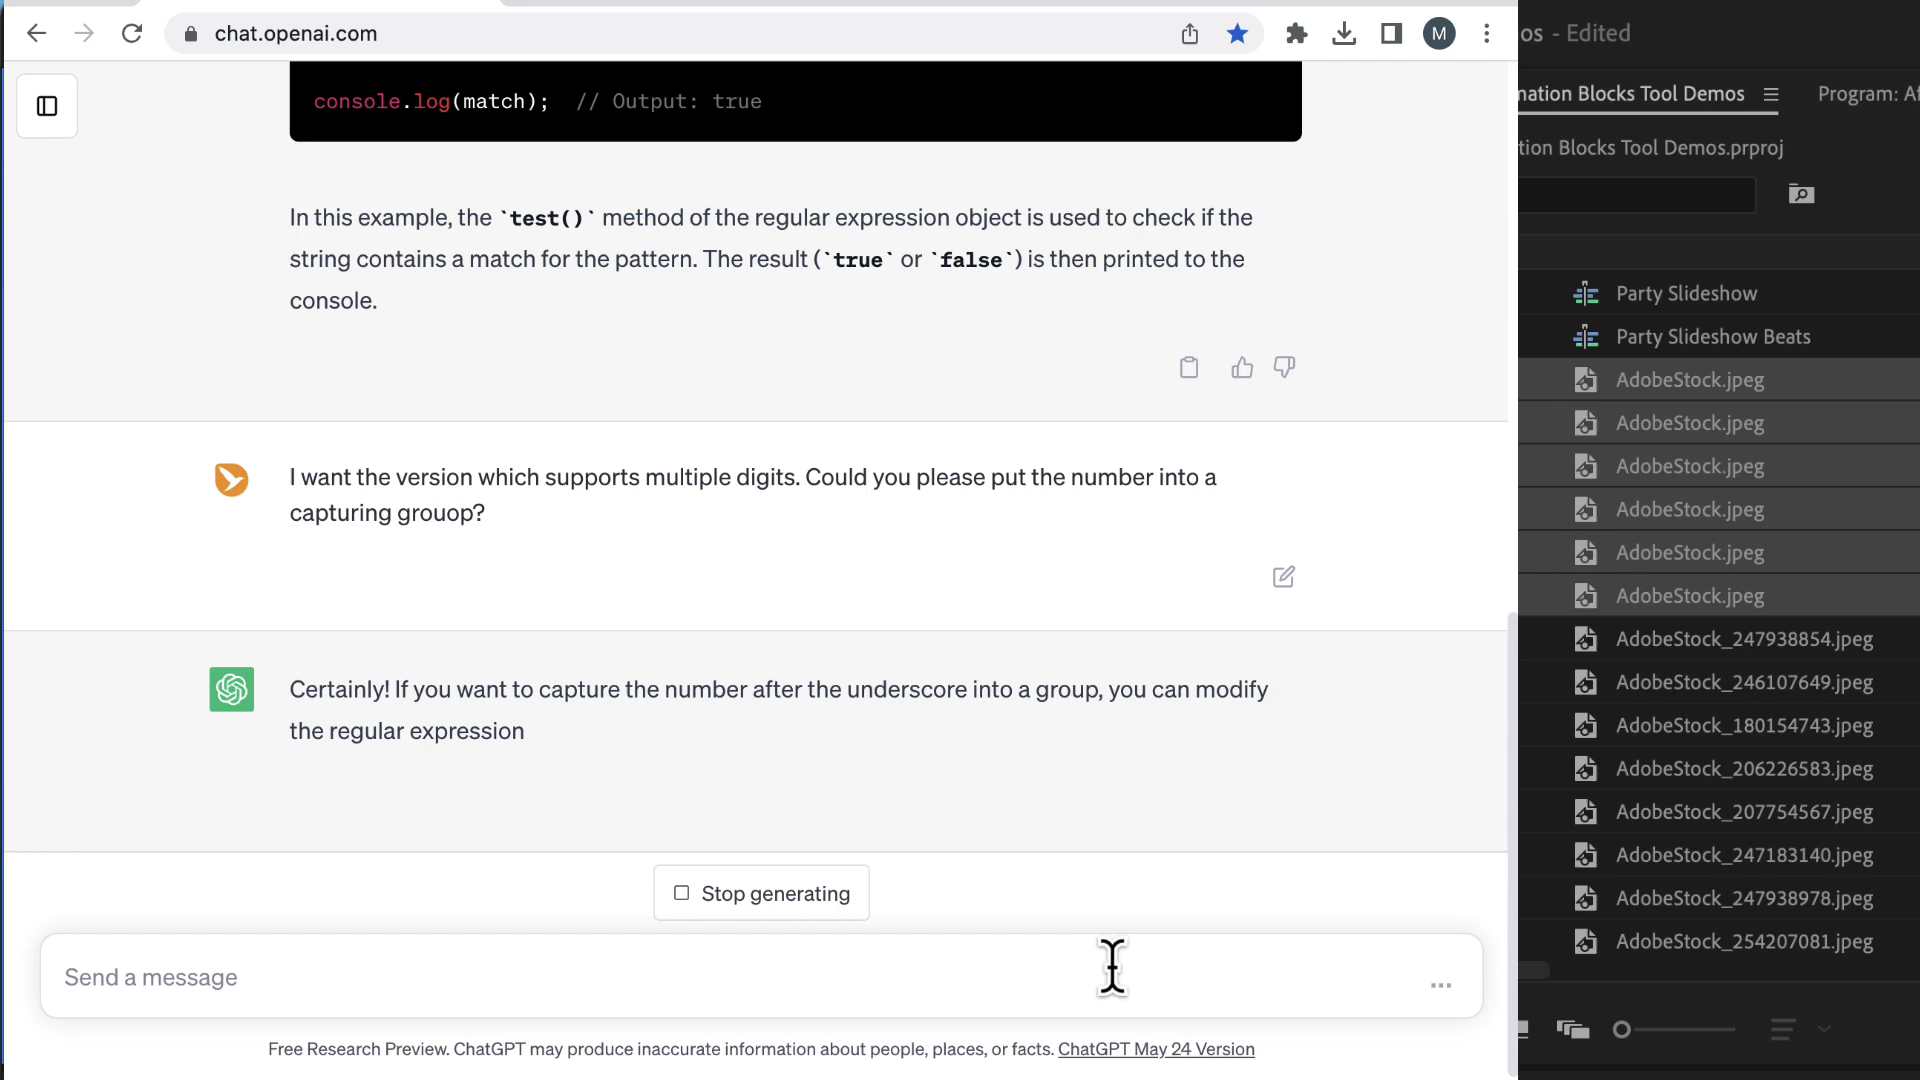 chat.openai.com
M
os - Edited
console.log(match); // Output: true
In this example, the `test()` method of the regular expression object is used to check if the
string contains a match for the pattern. The result (`true` or `false`) is then printed to the
console.
I want the version which supports multiple digits. Could you please put the number into a
capturing grouop?
Certainly! If you want to capture the number after the underscore into a group, you can modify
the regular expression
Stop generating
Send a message
Free Research Preview. ChatGPT may produce inaccurate information about people, places, or facts. ChatGPT May 24 Version
mation Blocks Tool Demos
Program: Af
tion Blocks Tool Demos.prproj
Party Slideshow
Party Slideshow Beats
AdobeStock.jpeg
AdobeStock.jpeg
AdobeStock.jpeg
AdobeStock.jpeg
AdobeStock.jpeg
AdobeStock.jpeg
AdobeStock_247938854.jpeg
AdobeStock_246107649.jpeg
AdobeStock_180154743.jpeg
AdobeStock_206226583.jpeg
AdobeStock_207754567.jpeg
AdobeStock_247183140.jpeg
AdobeStock_247938978.jpeg
AdobeStock_254207081.jpeg